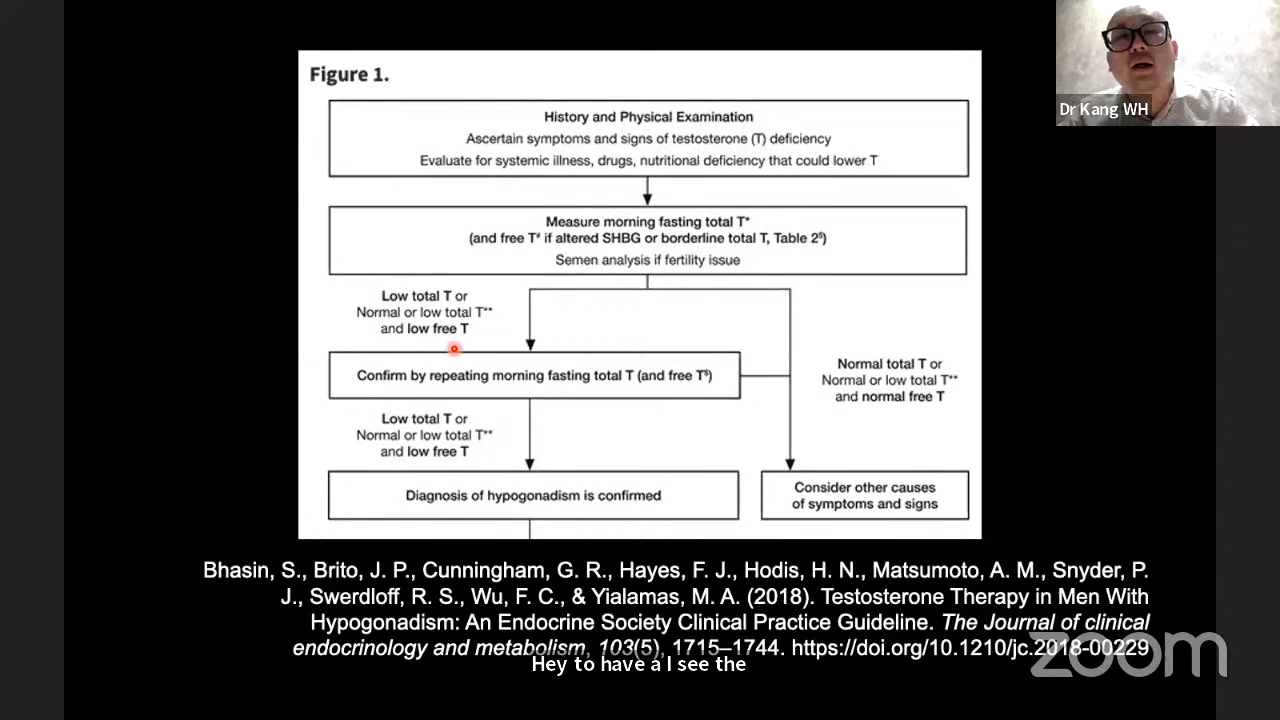 Figure 1.
History and Physical Examination
Ascertain symptoms and signs of testosterone (T) deficiency
Evaluate for systemic illness, drugs, nutritional deficiency that could lower T
Measure morning fasting total T*
(and free T# if altered SHBG or borderline total T, Table 2$)
Semen analysis if fertility issue
Low total T or
Normal or low total T**
and low free T
Confirm by repeating morning fasting total T (and free T$)
Normal total T or
Normal or low total T**
and normal free T
Low total T or
Normal or low total T**
and low free T
Diagnosis of hypogonadism is confirmed
Consider other causes
of symptoms and signs
Bhasin, S., Brito, J. P., Cunningham, G. R., Hayes, F. J., Hodis, H. N., Matsumoto, A. M., Snyder, P.
J., Swerdloff, R. S., Wu, F. C., & Yialamas, M. A. (2018). Testosterone Therapy in Men With
Hypogonadism: An Endocrine Society Clinical Practice Guideline. The Journal of clinical
endocrinology and metabolism, 103(5), 1715–1744. https://doi.org/10.1210/jc.2018-00229
Hey to have a I see the
Dr Kang WH
zoom